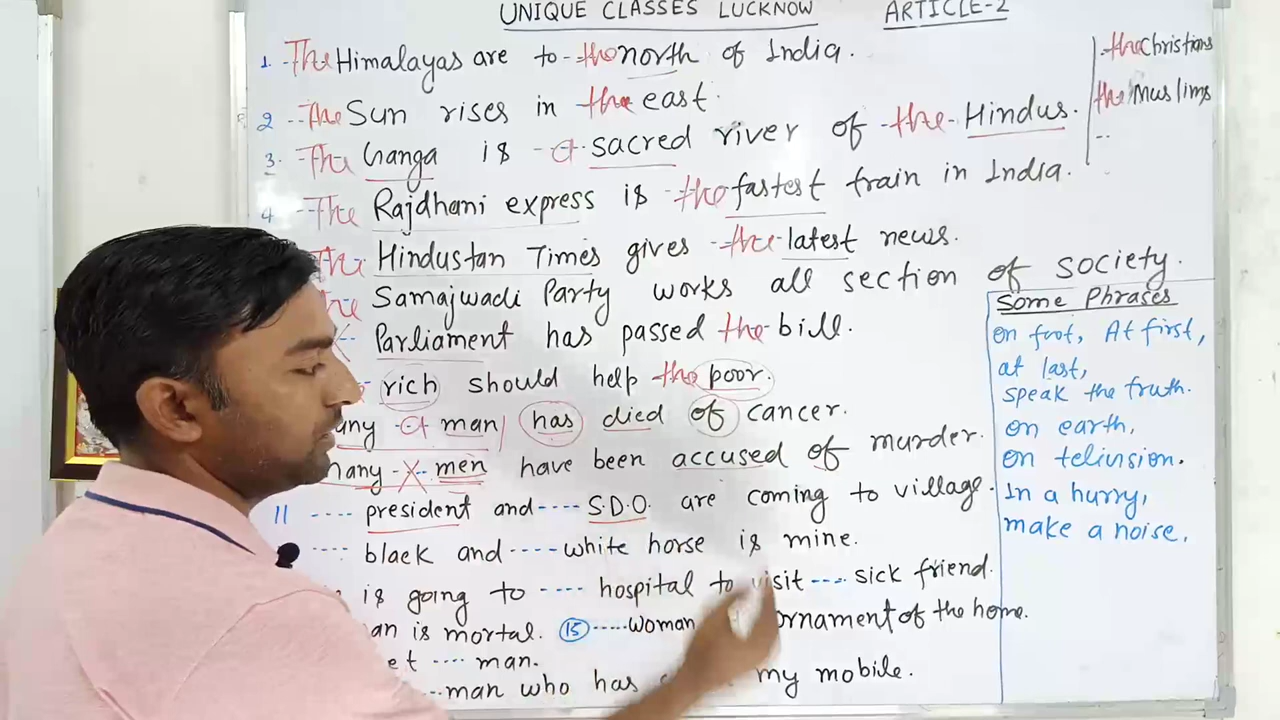 UNIQUE CLASSES LUCKNOW ARTICLE-2
1. The Himalayas are to the north of India.
2 The Sun rises in the east.
3. The Ganga is a sacred river of the Hindus.
the Christians
the Muslims
4 The Rajdhani express is the fastest train in India.
The Hindustan Times gives the latest news.
The Samajwadi Party works all section of society.
X Parliament has passed the bill.
rich should help the poor.
any a man has died of cancer.
many X men have been accused of murder.
11 .... president and .... S.D.O. are coming to village.
.... black and .... white horse is mine.
is going to .... hospital to visit .... sick friend.
an is mortal. 15 .... woman ornament of the home.
et .... man.
.... man who has my mobile.
Some Phrases
On foot, At first,
at last,
speak the truth.
on earth,
on telivision.
In a hurry,
make a noise.